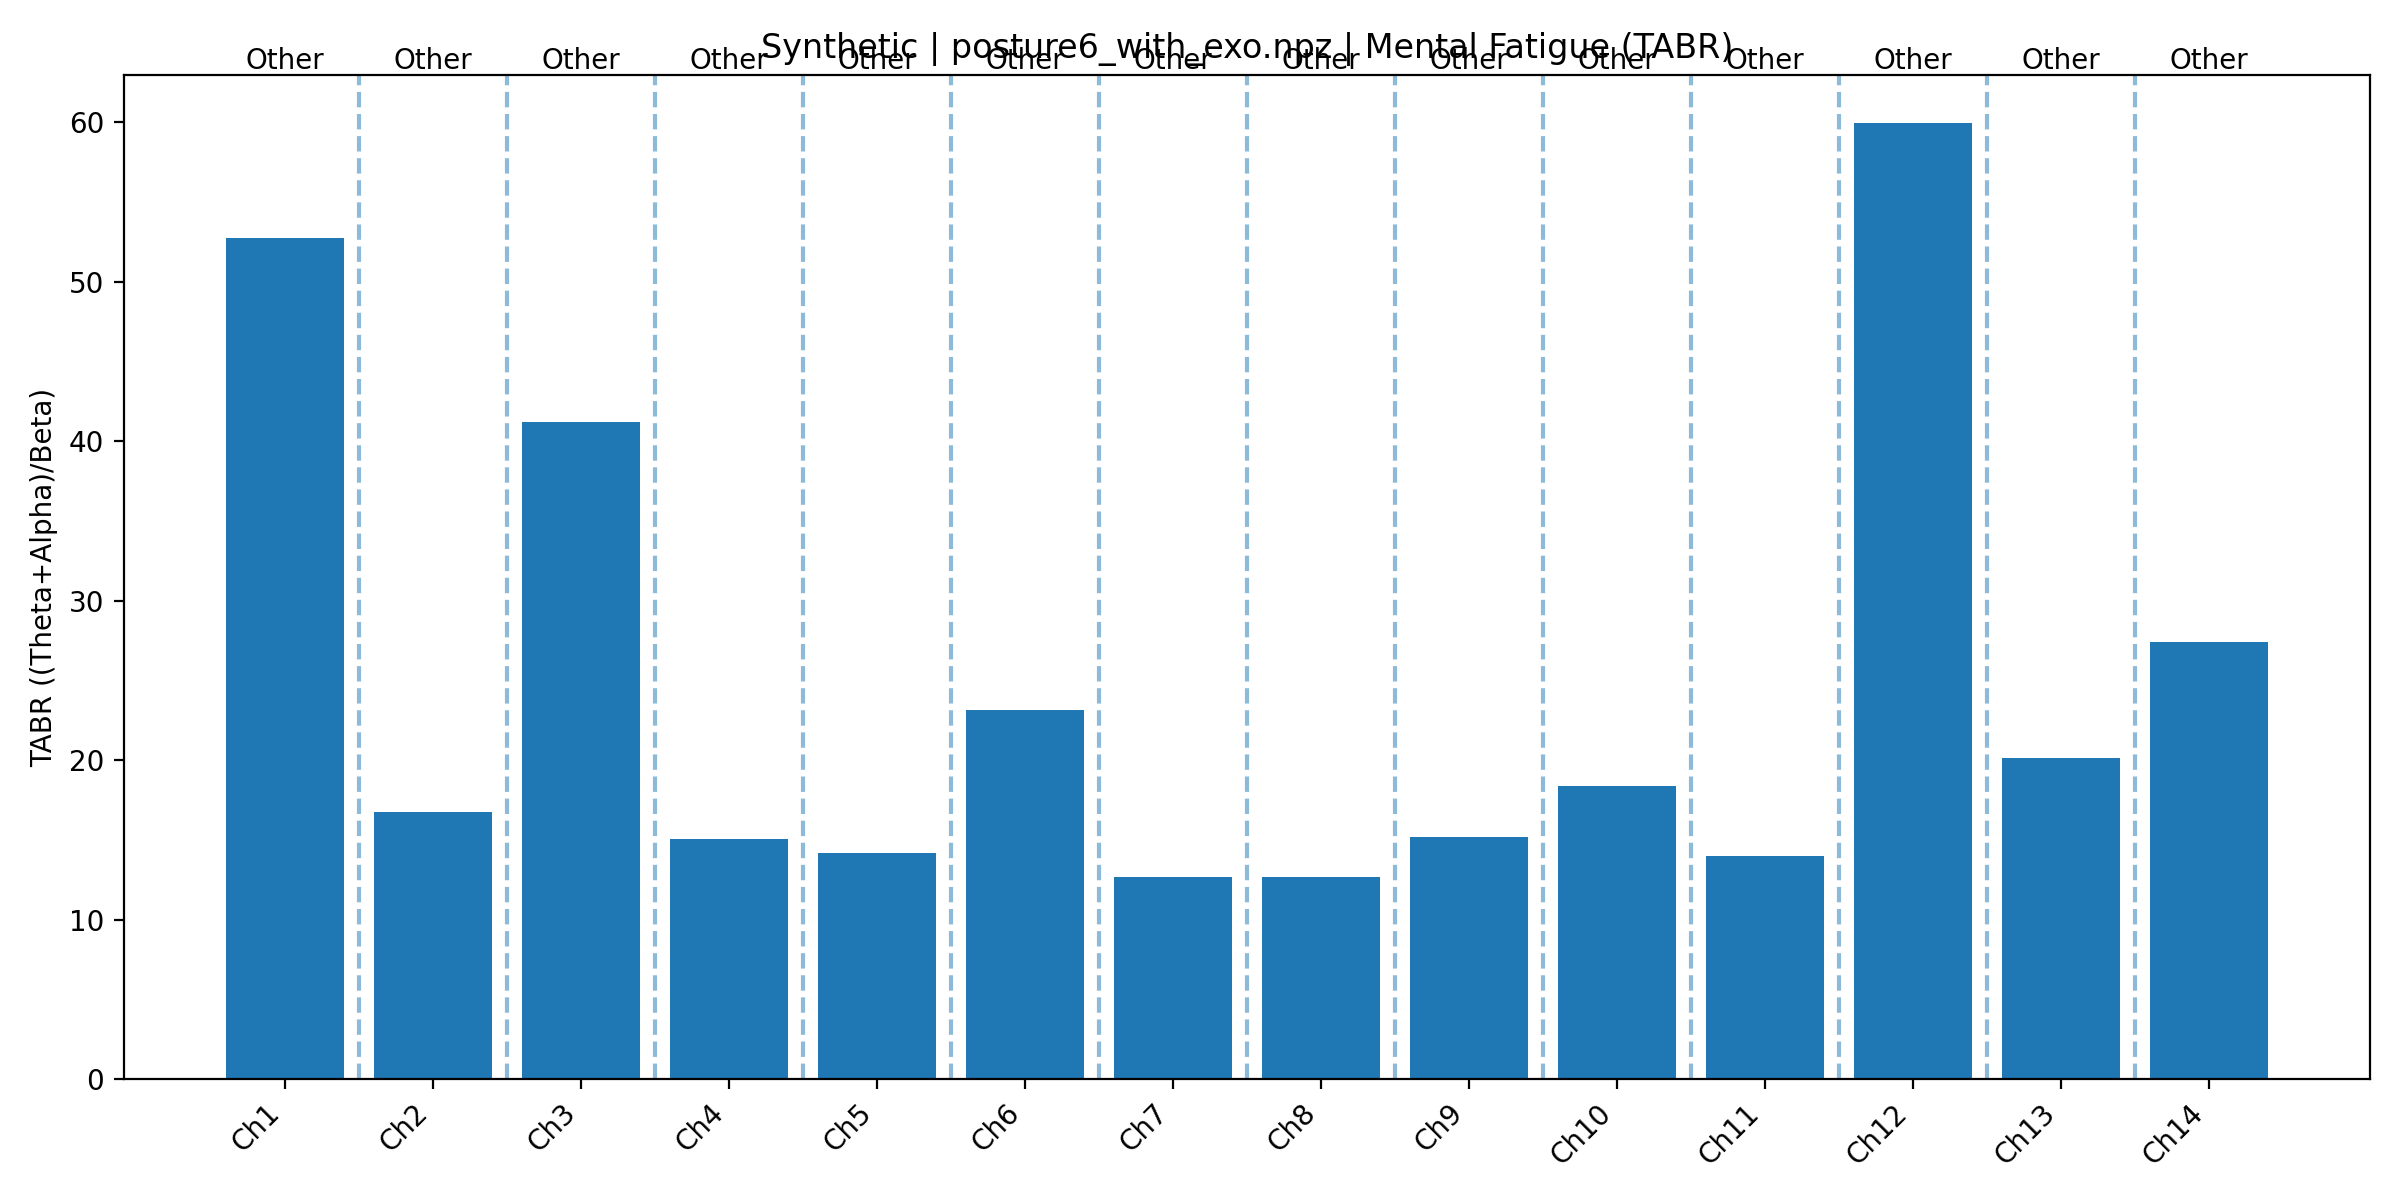 Synthetic | posture6_with_exo.npz | Mental Fatigue (TABR)
Other Other Other Other Other Other Other Other Other Other Other Other Other Other
TABR ((Theta+Alpha)/Beta)
60
50
40
30
20
10
0
Ch1 Ch2 Ch3 Ch4 Ch5 Ch6 Ch7 Ch8 Ch9 Ch10 Ch11 Ch12 Ch13 Ch14